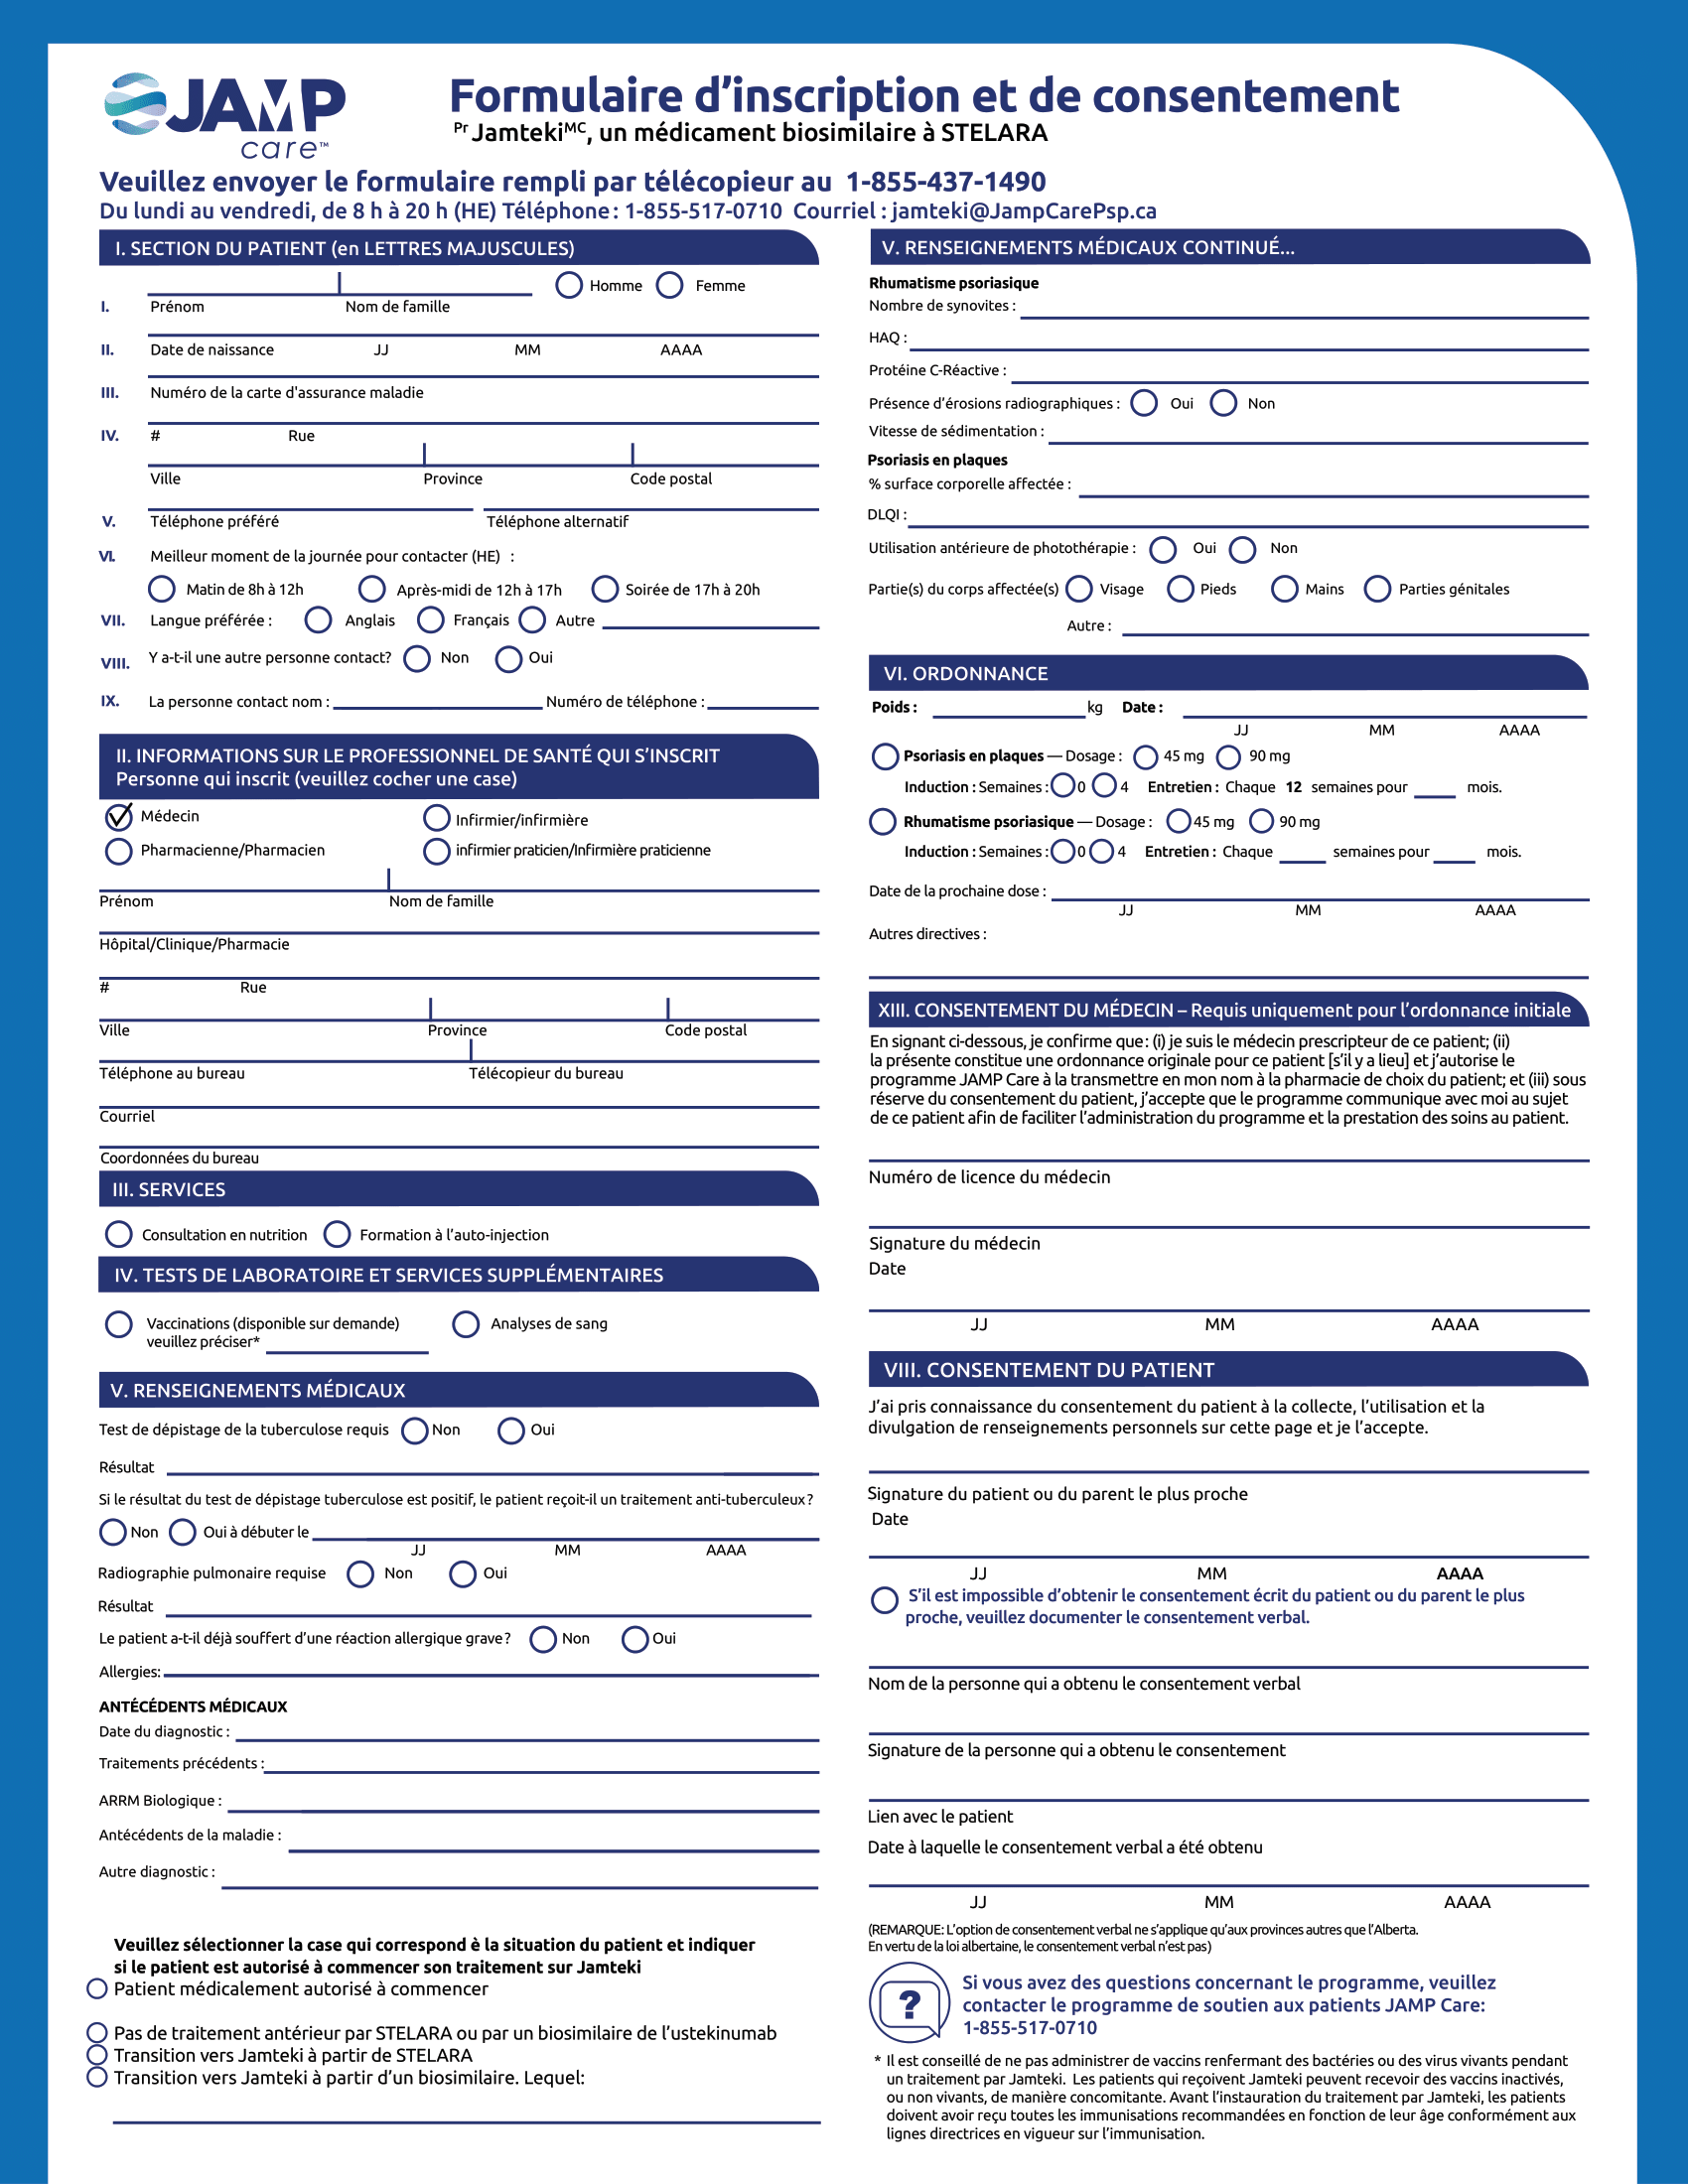 JAMP
care™
Formulaire d’inscription et de consentement
Pr JamtekiMC, un médicament biosimilaire à STELARA
Veuillez envoyer le formulaire rempli par télécopieur au 1-855-437-1490
Du lundi au vendredi, de 8 h à 20 h (HE) Téléphone : 1-855-517-0710 Courriel : jamteki@JampCarePsp.ca
I. SECTION DU PATIENT (en LETTRES MAJUSCULES)
Homme Femme
I. Prénom Nom de famille
II. Date de naissance JJ MM AAAA
III. Numéro de la carte d'assurance maladie
IV. # Rue
Ville Province Code postal
V. Téléphone préféré Téléphone alternatif
VI. Meilleur moment de la journée pour contacter (HE) :
Matin de 8h à 12h Après-midi de 12h à 17h Soirée de 17h à 20h
VII. Langue préférée : Anglais Français Autre
VIII. Y a-t-il une autre personne contact? Non Oui
IX. La personne contact nom : Numéro de téléphone :
II. INFORMATIONS SUR LE PROFESSIONNEL DE SANTÉ QUI S’INSCRIT
Personne qui inscrit (veuillez cocher une case)
Médecin Infirmier/infirmière
Pharmacienne/Pharmacien infirmier praticien/Infirmière praticienne
Prénom Nom de famille
Hôpital/Clinique/Pharmacie
# Rue
Ville Province Code postal
Téléphone au bureau Télécopieur du bureau
Courriel
Coordonnées du bureau
III. SERVICES
Consultation en nutrition Formation à l’auto-injection
IV. TESTS DE LABORATOIRE ET SERVICES SUPPLÉMENTAIRES
Vaccinations (disponible sur demande) Analyses de sang
veuillez préciser*
V. RENSEIGNEMENTS MÉDICAUX
Test de dépistage de la tuberculose requis Non Oui
Résultat
Si le résultat du test de dépistage tuberculose est positif, le patient reçoit-il un traitement anti-tuberculeux ?
Non Oui à débuter le
JJ MM AAAA
Radiographie pulmonaire requise Non Oui
Résultat
Le patient a-t-il déjà souffert d’une réaction allergique grave ? Non Oui
Allergies:
ANTÉCÉDENTS MÉDICAUX
Date du diagnostic :
Traitements précédents :
ARRM Biologique :
Antécédents de la maladie :
Autre diagnostic :
Veuillez sélectionner la case qui correspond è la situation du patient et indiquer
si le patient est autorisé à commencer son traitement sur Jamteki
Patient médicalement autorisé à commencer
Pas de traitement antérieur par STELARA ou par un biosimilaire de l’ustekinumab
Transition vers Jamteki à partir de STELARA
Transition vers Jamteki à partir d’un biosimilaire. Lequel:
V. RENSEIGNEMENTS MÉDICAUX CONTINUÉ...
Rhumatisme psoriasique
Nombre de synovites :
HAQ :
Protéine C-Réactive :
Présence d’érosions radiographiques : Oui Non
Vitesse de sédimentation :
Psoriasis en plaques
% surface corporelle affectée :
DLQI :
Utilisation antérieure de photothérapie : Oui Non
Partie(s) du corps affectée(s) Visage Pieds Mains Parties génitales
Autre :
VI. ORDONNANCE
Poids : kg Date :
JJ MM AAAA
Psoriasis en plaques — Dosage : 45 mg 90 mg
Induction : Semaines : 0 4 Entretien : Chaque 12 semaines pour mois.
Rhumatisme psoriasique — Dosage : 45 mg 90 mg
Induction : Semaines : 0 4 Entretien : Chaque semaines pour mois.
Date de la prochaine dose :
JJ MM AAAA
Autres directives :
XIII. CONSENTEMENT DU MÉDECIN – Requis uniquement pour l’ordonnance initiale
En signant ci-dessous, je confirme que : (i) je suis le médecin prescripteur de ce patient; (ii)
la présente constitue une ordonnance originale pour ce patient [s’il y a lieu] et j’autorise le
programme JAMP Care à la transmettre en mon nom à la pharmacie de choix du patient; et (iii) sous
réserve du consentement du patient, j’accepte que le programme communique avec moi au sujet
de ce patient afin de faciliter l’administration du programme et la prestation des soins au patient.
Numéro de licence du médecin
Signature du médecin
Date
JJ MM AAAA
VIII. CONSENTEMENT DU PATIENT
J’ai pris connaissance du consentement du patient à la collecte, l’utilisation et la
divulgation de renseignements personnels sur cette page et je l’accepte.
Signature du patient ou du parent le plus proche
Date
JJ MM AAAA
S’il est impossible d’obtenir le consentement écrit du patient ou du parent le plus
proche, veuillez documenter le consentement verbal.
Nom de la personne qui a obtenu le consentement verbal
Signature de la personne qui a obtenu le consentement
Lien avec le patient
Date à laquelle le consentement verbal a été obtenu
JJ MM AAAA
(REMARQUE: L’option de consentement verbal ne s’applique qu’aux provinces autres que l’Alberta.
En vertu de la loi albertaine, le consentement verbal n’est pas)
?
Si vous avez des questions concernant le programme, veuillez
contacter le programme de soutien aux patients JAMP Care:
1-855-517-0710
* Il est conseillé de ne pas administrer de vaccins renfermant des bactéries ou des virus vivants pendant
un traitement par Jamteki. Les patients qui reçoivent Jamteki peuvent recevoir des vaccins inactivés,
ou non vivants, de manière concomitante. Avant l’instauration du traitement par Jamteki, les patients
doivent avoir reçu toutes les immunisations recommandées en fonction de leur âge conformément aux
lignes directrices en vigueur sur l’immunisation.